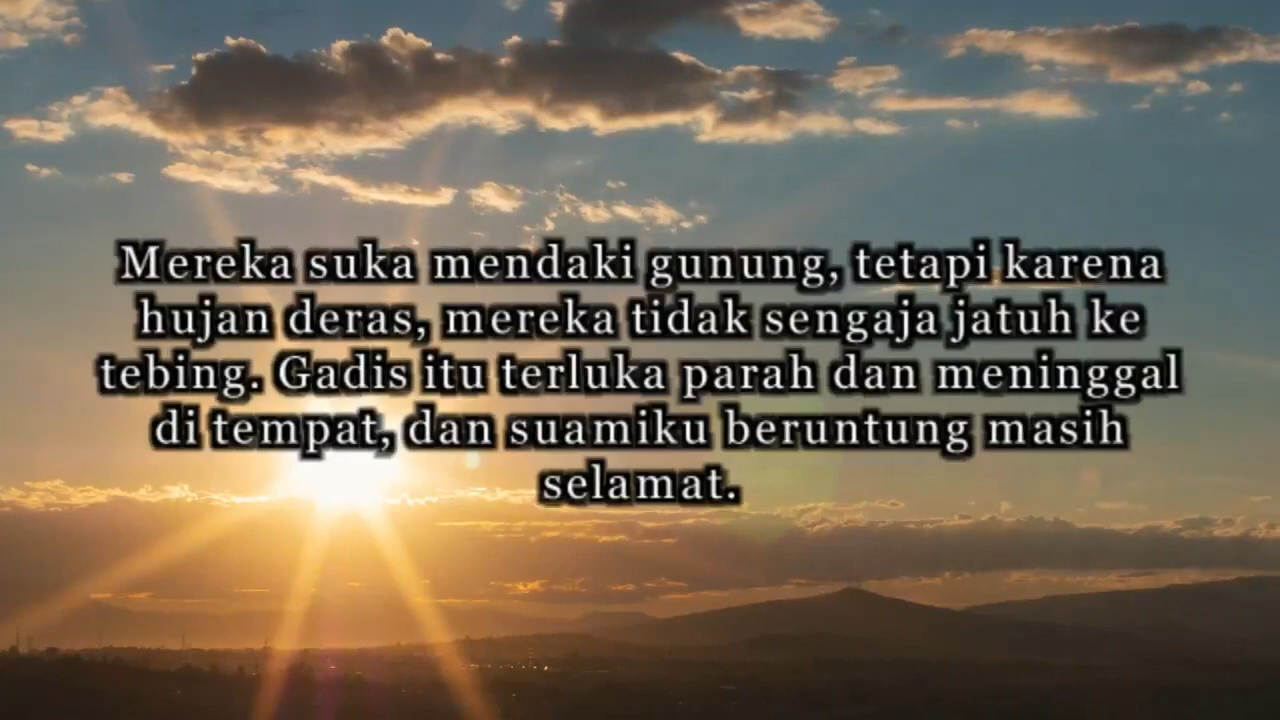 Mereka suka mendaki gunung, tetapi karena
hujan deras, mereka tidak sengaja jatuh ke
tebing. Gadis itu terluka parah dan meninggal
di tempat, dan suamiku beruntung masih
selamat.